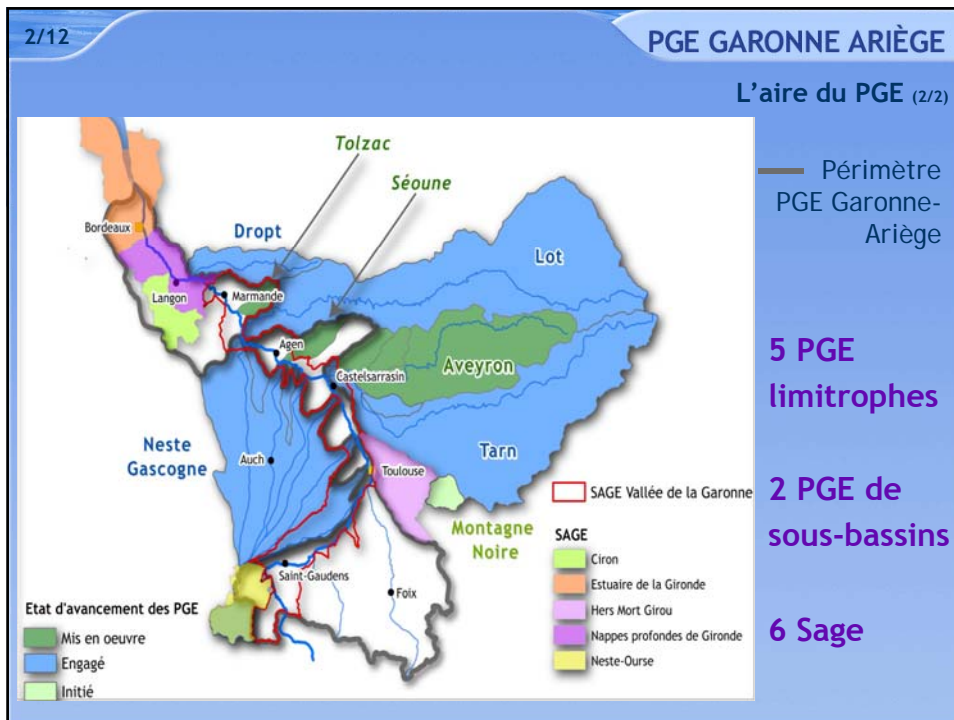 2/12
PGE GARONNE ARIÈGE
L'aire du PGE (2/2)
Tolzac
Séoune
Bordeaux
Dropt
Lot
Langon
Marmande
Agen
Aveyron
Castelsarrasin
Neste
Gascogne
Auch
Tarn
Toulouse
Montagne
Noire
Saint-Gaudens
Foix
Etat d'avancement des PGE
Mis en oeuvre
Engagé
Initié
SAGE Vallée de la Garonne
SAGE
Ciron
Estuaire de la Gironde
Hers Mort Girou
Nappes profondes de Gironde
Neste-Ourse
Périmètre
PGE Garonne-
Ariège
5 PGE
limitrophes
2 PGE de
sous-bassins
6 Sage